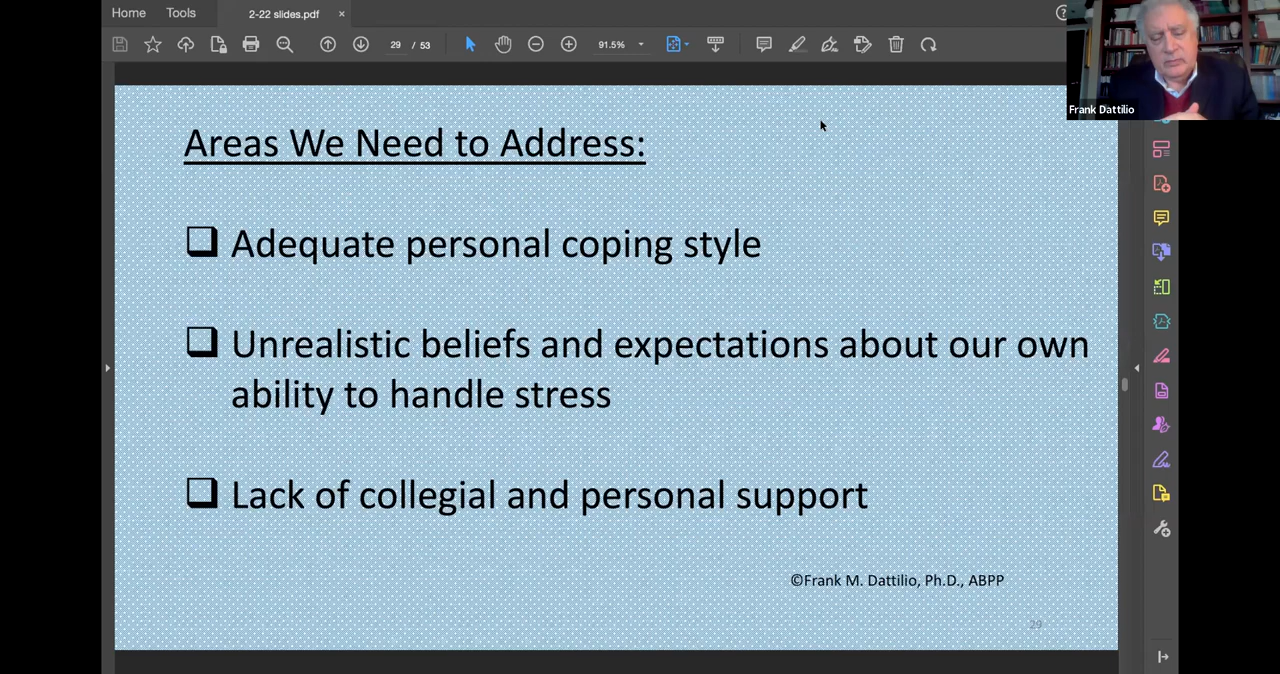 Home Tools 2-22 slides.pdf ×
29 / 53 91.5%
Frank Dattilio
Areas We Need to Address:
Adequate personal coping style
Unrealistic beliefs and expectations about our own
ability to handle stress
Lack of collegial and personal support
©Frank M. Dattilio, Ph.D., ABPP
29